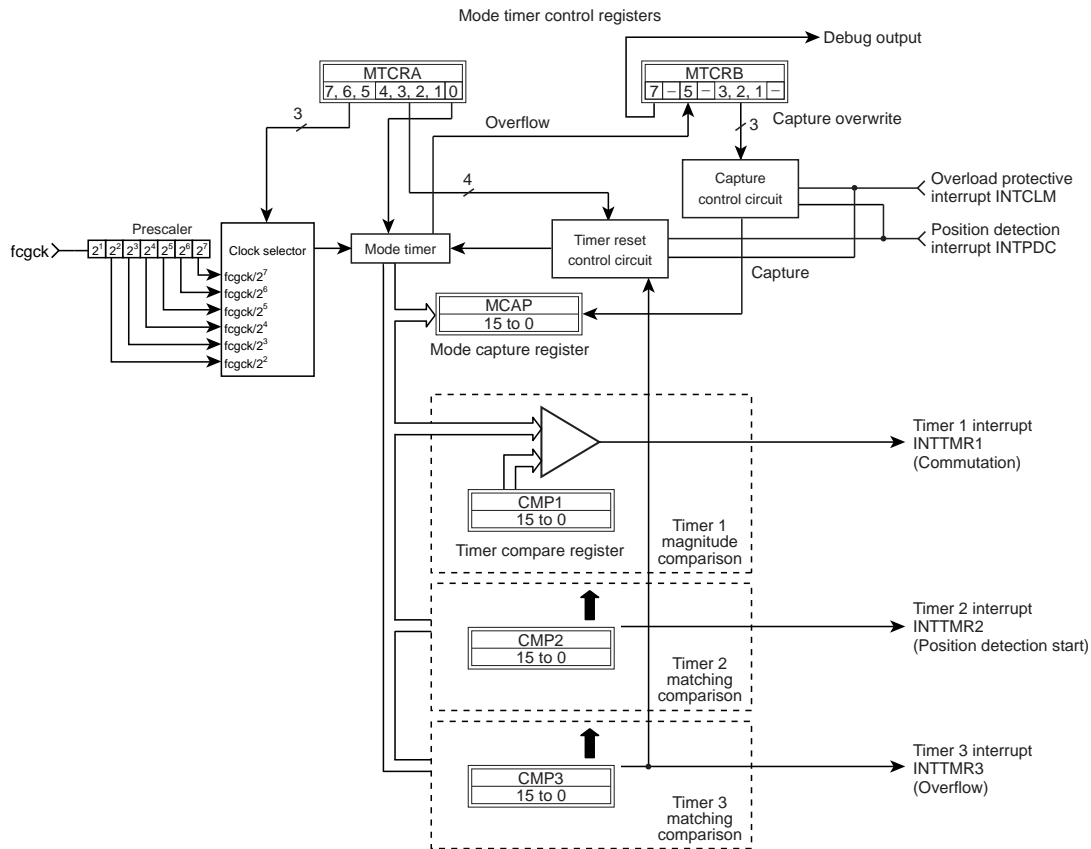 Mode timer control registers
Debug output
MTCRA
7, 6, 5 4, 3, 2, 1 0
MTCRB
7 – 5 – 3, 2, 1 –
3
Overflow
3
Capture overwrite
4
Capture
control circuit
Overload protective
interrupt INTCLM
Position detection
interrupt INTPDC
Prescaler
fcgck
2¹ 2² 2³ 2⁴ 2⁵ 2⁶ 2⁷
Clock selector
Mode timer
Timer reset
control circuit
Capture
fcgck/2⁷
fcgck/2⁶
fcgck/2⁵
fcgck/2⁴
fcgck/2³
fcgck/2²
MCAP
15 to 0
Mode capture register
Timer 1 interrupt
INTTMR1
(Commutation)
CMP1
15 to 0
Timer compare register
Timer 1
magnitude
comparison
Timer 2 interrupt
INTTMR2
(Position detection start)
CMP2
15 to 0
Timer 2
matching
comparison
Timer 3 interrupt
INTTMR3
(Overflow)
CMP3
15 to 0
Timer 3
matching
comparison